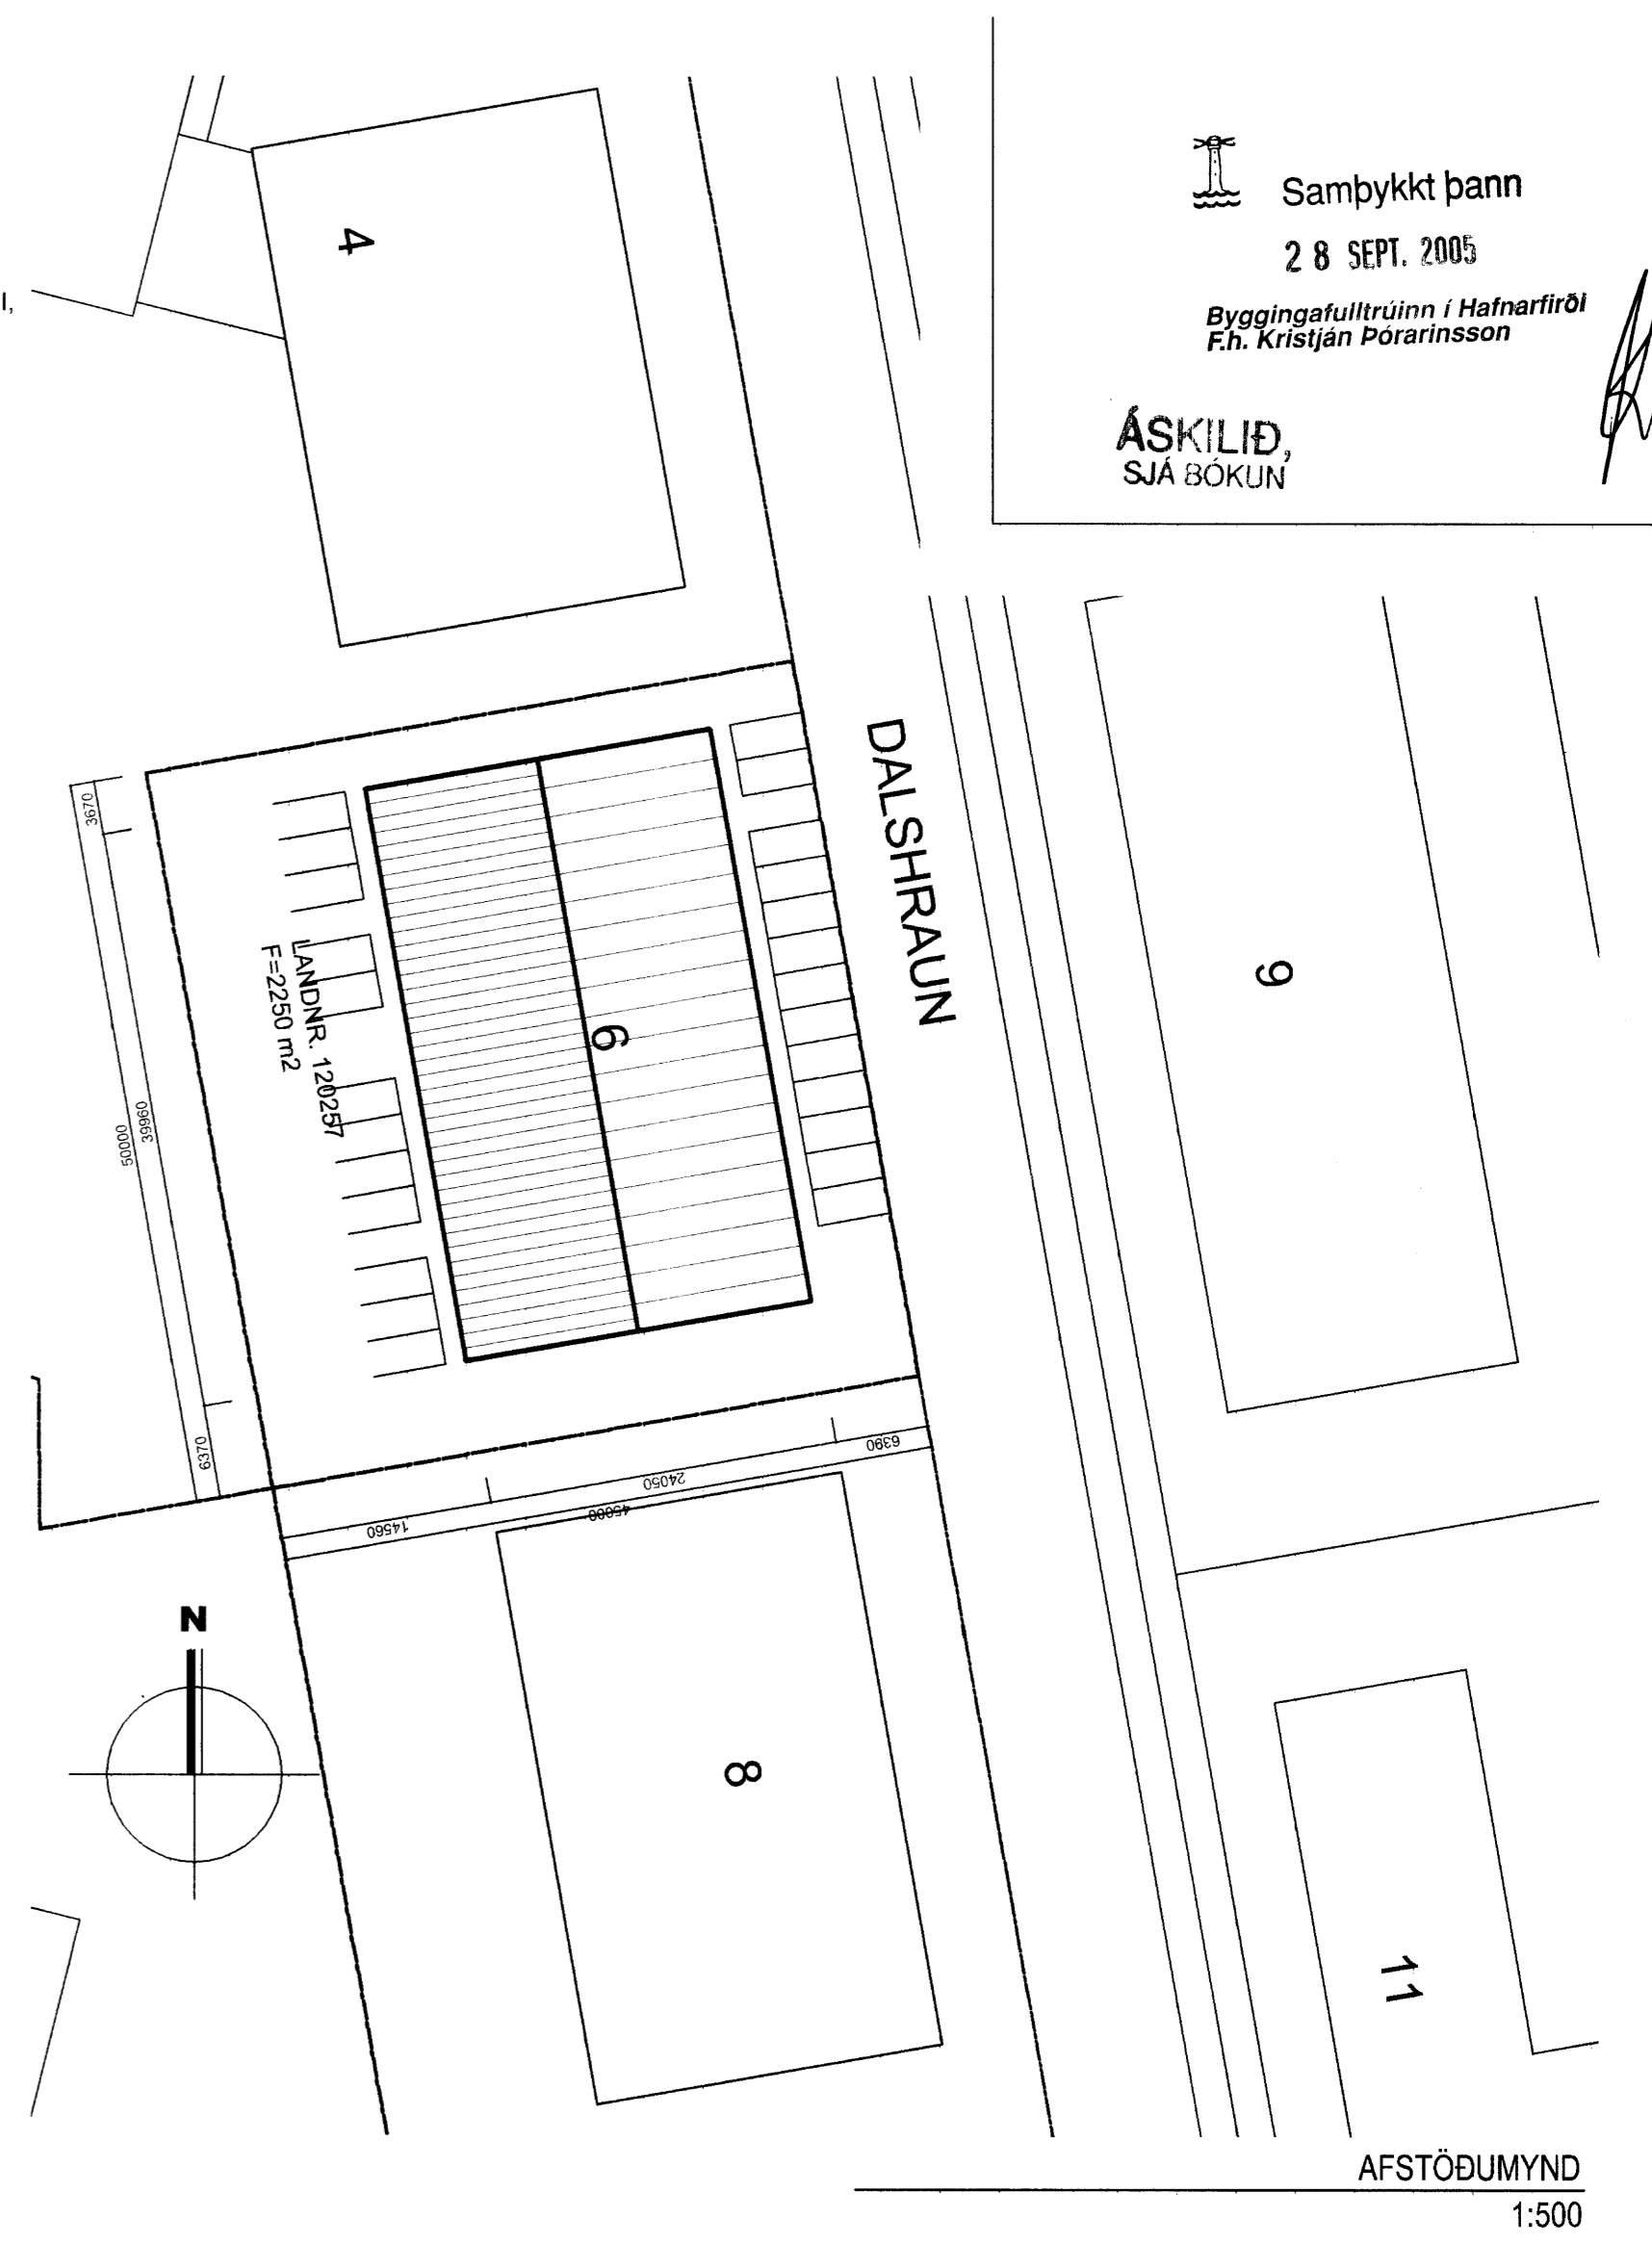 l,
4
Samþykkt þann
28 SEPT. 2005
Byggingafulltrúinn í Hafnarfirði
F.h. Kristján Þórarinsson
ÁSKILIÐ,
SJÁ BÓKUN
DALSHRAUN
9
6
LANDNR. 120257
F=2250 m2
3670
39960
50000
6370
6390
24050
45000
14560
N
8
11
AFSTÖÐUMYND
1:500